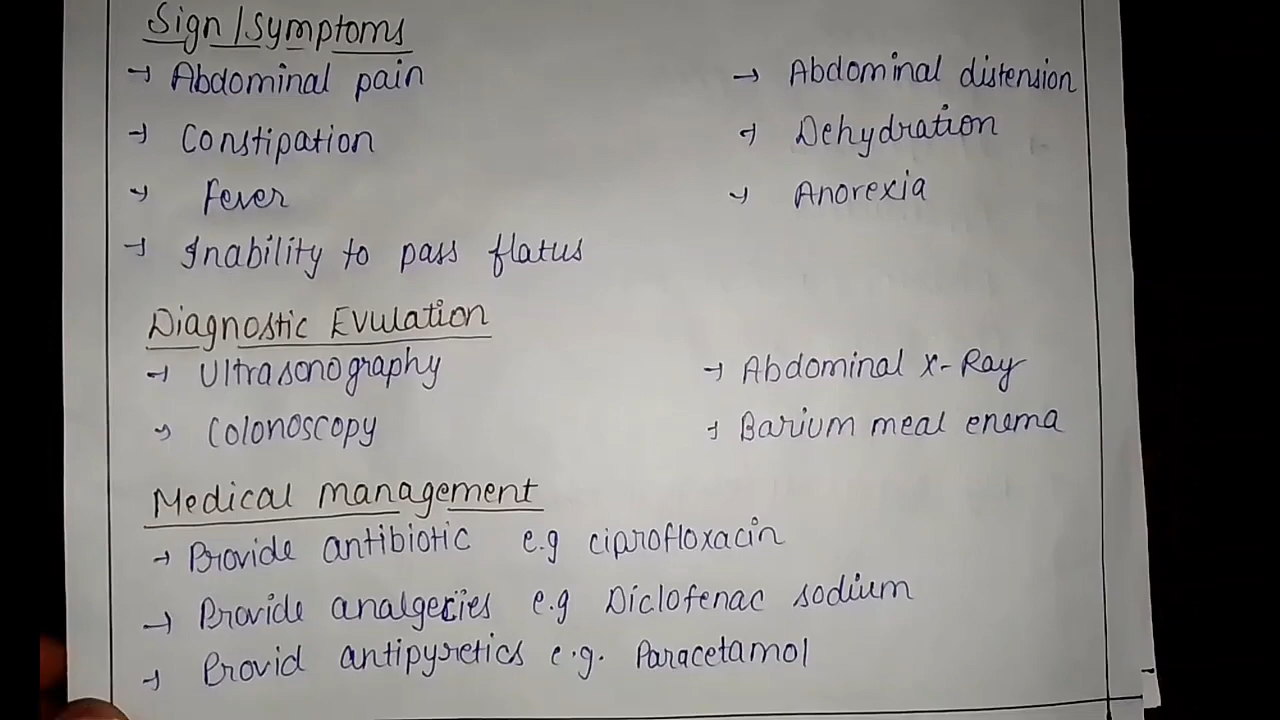 Sign/Symptoms
→ Abdominal pain → Abdominal distension
→ Constipation → Dehydration
→ Fever → Anorexia
→ Inability to pass flatus
Diagnostic Evulation
→ Ultrasonography → Abdominal X-Ray
→ Colonoscopy → Barium meal enema
Medical management
→ Provide antibiotic e.g ciprofloxacin
→ Provide analgecies e.g Diclofenac sodium
→ Provid antipyretics e.g. Paracetamol